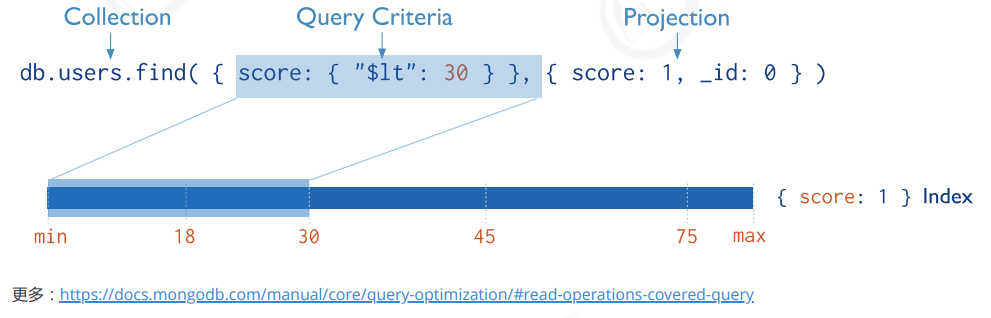 Collection Query Criteria Projection
db.users.find( { score: { "$lt": 30 } }, { score: 1, _id: 0 } )
{ score: 1 } Index
min 18 30 45 75 max
更多：https://docs.mongodb.com/manual/core/query-optimization/#read-operations-covered-query